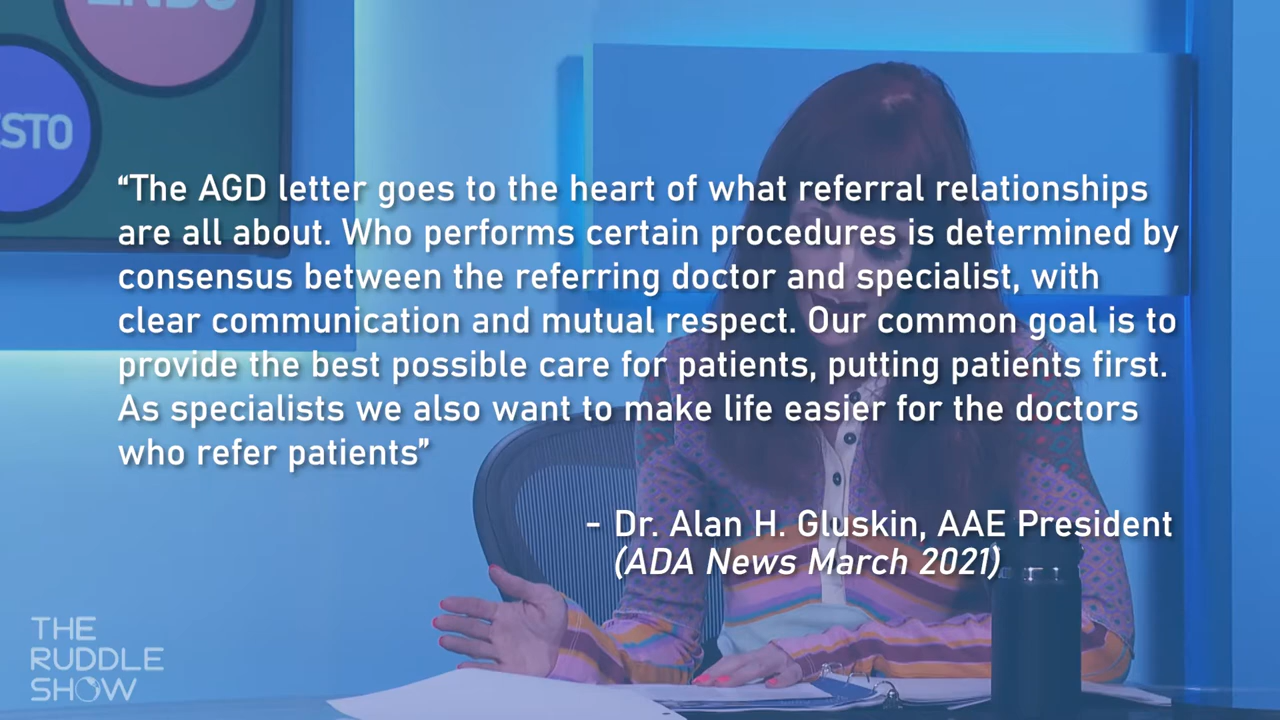 ENDO
ESTO
“The AGD letter goes to the heart of what referral relationships
are all about. Who performs certain procedures is determined by
consensus between the referring doctor and specialist, with
clear communication and mutual respect. Our common goal is to
provide the best possible care for patients, putting patients first.
As specialists we also want to make life easier for the doctors
who refer patients”
- Dr. Alan H. Gluskin, AAE President
(ADA News March 2021)
THE
RUDDLE
SHOW